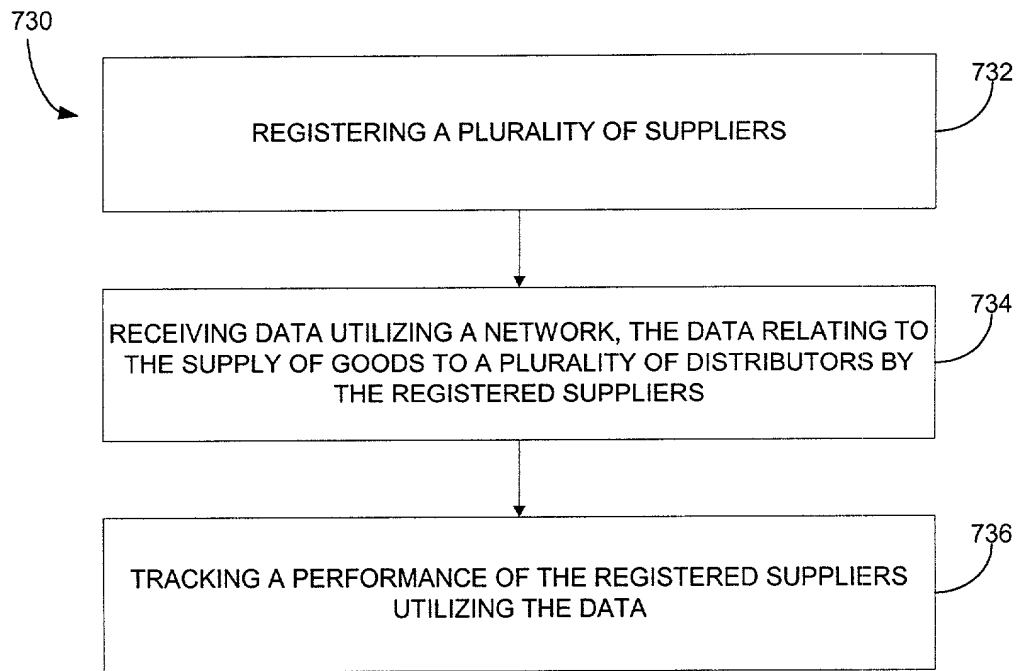 730
732
REGISTERING A PLURALITY OF SUPPLIERS
734
RECEIVING DATA UTILIZING A NETWORK, THE DATA RELATING TO
THE SUPPLY OF GOODS TO A PLURALITY OF DISTRIBUTORS BY
THE REGISTERED SUPPLIERS
736
TRACKING A PERFORMANCE OF THE REGISTERED SUPPLIERS
UTILIZING THE DATA